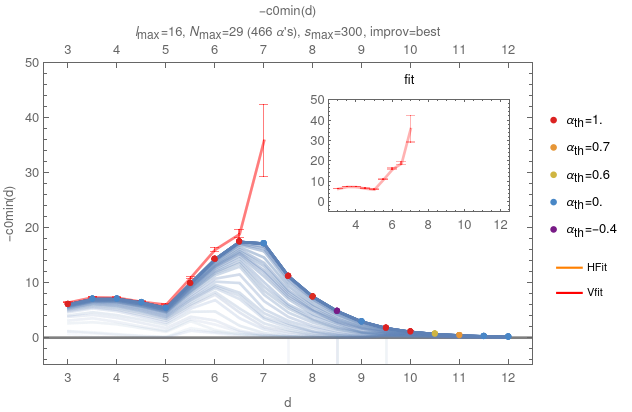 −c0min(d)
lmax=16, Nmax=29 (466 α's), smax=300, improv=best
3 4 5 6 7 8 9 10 11 12
50
40
30
20
10
0
−c0min(d)
3 4 5 6 7 8 9 10 11 12
d
fit
50
40
30
20
10
0
4 6 8 10 12
αth=1.
αth=0.7
αth=0.6
αth=0.
αth=−0.4
HFit
Vfit